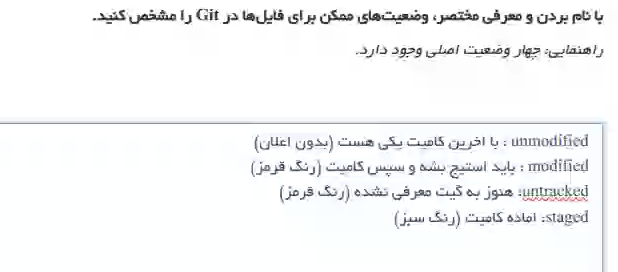 با نام بردن و معرفی مختصر، وضعیت‌های ممکن برای فایل‌ها در Git را مشخص کنید.
راهنمایی: چهار وضعیت اصلی وجود دارد.
unmodified : با اخرین کامیت یکی هست (بدون اعلان)
modified : باید استیج بشه و سپس کامیت (رنگ قرمز)
untracked: هنوز به گیت معرفی نشده (رنگ قرمز)
staged: اماده کامیت (رنگ سبز)